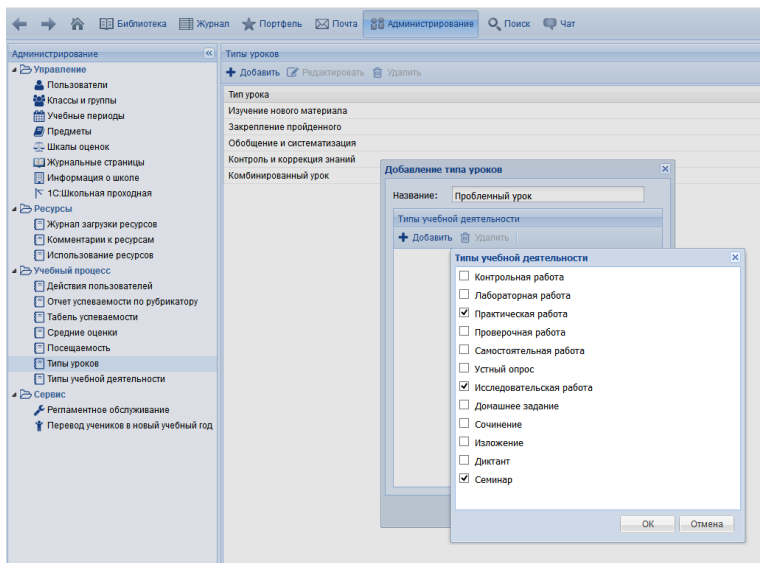 Библиотека Журнал Портфель Почта Администрирование Поиск Чат
Администрирование
Управление
Пользователи
Классы и группы
Учебные периоды
Предметы
Шкалы оценок
Журнальные страницы
Информация о школе
1С:Школьная проходная
Ресурсы
Журнал загрузки ресурсов
Комментарии к ресурсам
Использование ресурсов
Учебный процесс
Действия пользователей
Отчет успеваемости по рубрикатору
Табель успеваемости
Средние оценки
Посещаемость
Типы уроков
Типы учебной деятельности
Сервис
Регламентное обслуживание
Перевод учеников в новый учебный год
Типы уроков
Добавить Редактировать Удалить
Тип урока
Изучение нового материала
Закрепление пройденного
Обобщение и систематизация
Контроль и коррекция знаний
Комбинированный урок
Добавление типа уроков
Название: Проблемный урок
Типы учебной деятельности
Добавить Удалить
Типы учебной деятельности
Контрольная работа
Лабораторная работа
Практическая работа
Проверочная работа
Самостоятельная работа
Устный опрос
Исследовательская работа
Домашнее задание
Сочинение
Изложение
Диктант
Семинар
ОК Отмена